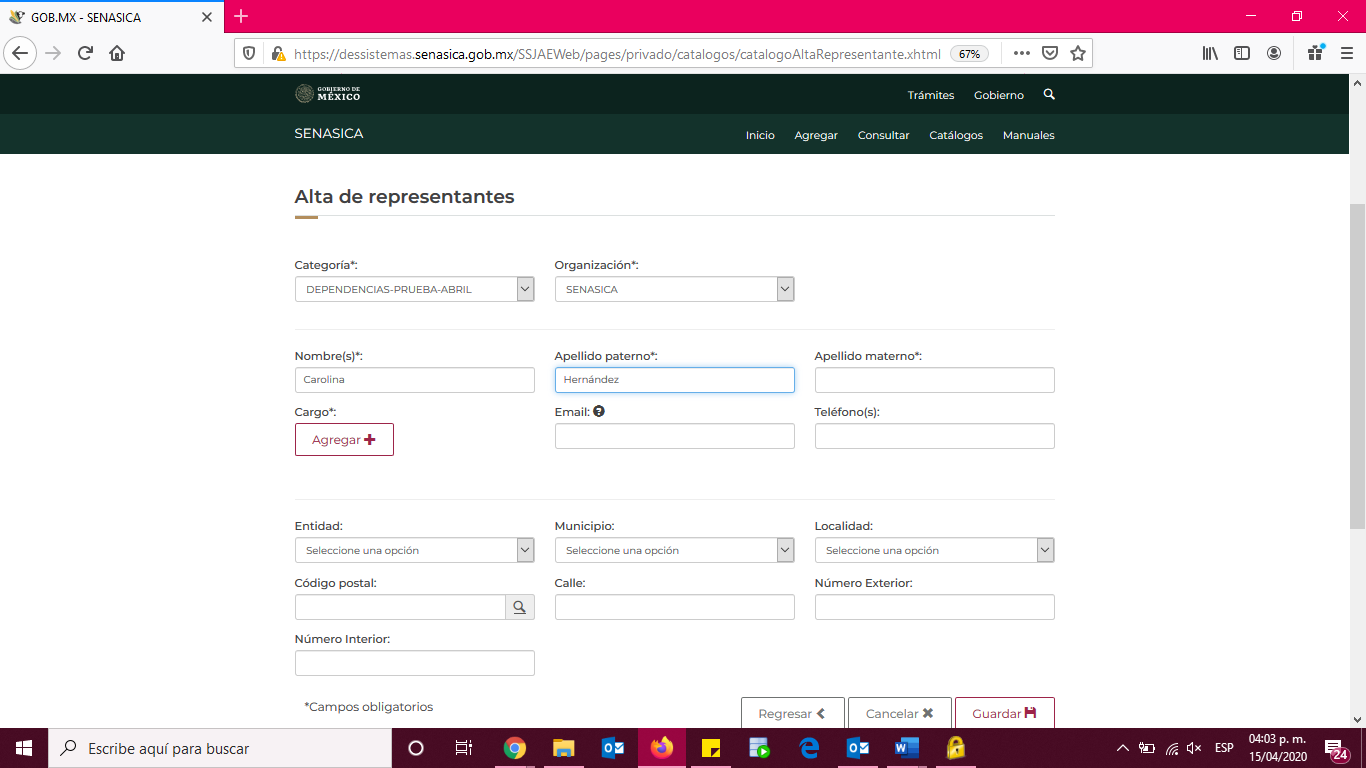 GOB.MX - SENASICA
https://dessistemas.senasica.gob.mx/SSJAEWeb/pages/privado/catalogos/catalogoAltaRepresentante.xhtml 67%
GOBIERNO DE MÉXICO
Trámites Gobierno
SENASICA
Inicio Agregar Consultar Catálogos Manuales
Alta de representantes
Categoría*: Organización*:
DEPENDENCIAS-PRUEBA-ABRIL SENASICA
Nombre(s)*: Apellido paterno*: Apellido materno*:
Carolina Hernández
Cargo*: Email: Teléfono(s):
Agregar
Entidad: Municipio: Localidad:
Seleccione una opción Seleccione una opción Seleccione una opción
Código postal: Calle: Número Exterior:
Número Interior:
*Campos obligatorios
Regresar Cancelar Guardar
Escribe aquí para buscar
ESP
04:03 p. m.
15/04/2020
24